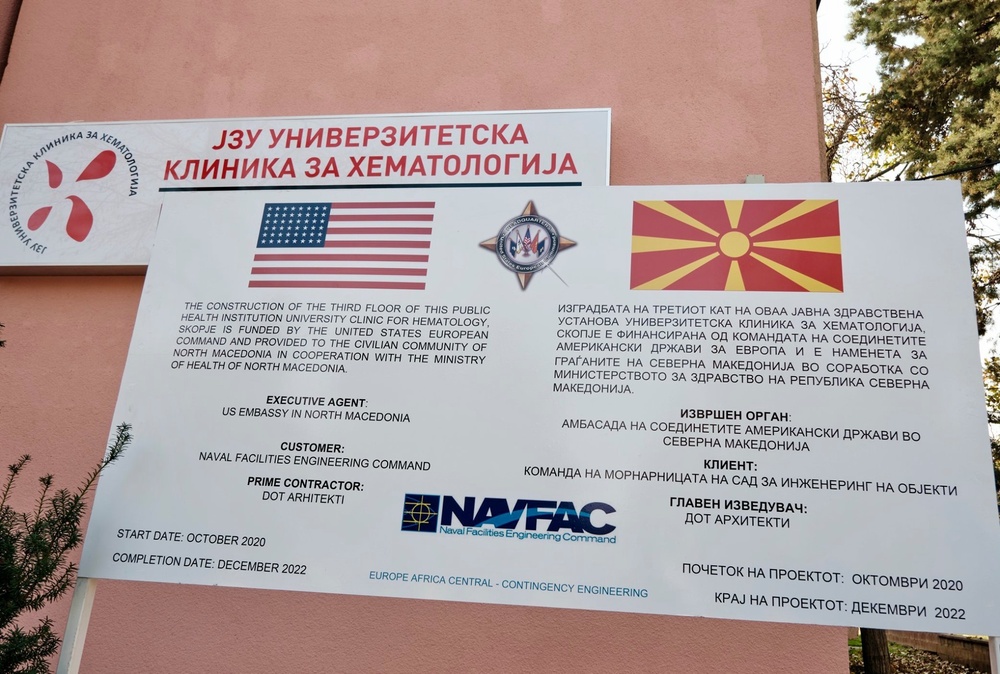 ЈЗУ УНИВЕРЗИТЕТСКА КЛИНИКА ЗА ХЕМАТОЛОГИЈА
ЈЗУ УНИВЕРЗИТЕТСКА
КЛИНИКА ЗА ХЕМАТОЛОГИЈА
THE CONSTRUCTION OF THE THIRD FLOOR OF THIS PUBLIC
HEALTH INSTITUTION UNIVERSITY CLINIC FOR HEMATOLOGY,
SKOPJE IS FUNDED BY THE UNITED STATES EUROPEAN
COMMAND AND PROVIDED TO THE CIVILIAN COMMUNITY OF
NORTH MACEDONIA IN COOPERATION WITH THE MINISTRY
OF HEALTH OF NORTH MACEDONIA.
EXECUTIVE AGENT:
US EMBASSY IN NORTH MACEDONIA
CUSTOMER:
NAVAL FACILITIES ENGINEERING COMMAND
PRIME CONTRACTOR:
DOT ARHITEKTI
START DATE: OCTOBER 2020
COMPLETION DATE: DECEMBER 2022
ИЗГРАДБАТА НА ТРЕТИОТ КАТ НА ОВАА ЈАВНА ЗДРАВСТВЕНА
УСТАНОВА УНИВЕРЗИТЕТСКА КЛИНИКА ЗА ХЕМАТОЛОГИЈА,
СКОПЈЕ Е ФИНАНСИРАНА ОД КОМАНДАТА НА СОЕДИНЕТИТЕ
АМЕРИКАНСКИ ДРЖАВИ ЗА ЕВРОПА И Е НАМЕНЕТА ЗА
ГРАЃАНИТЕ НА СЕВЕРНА МАКЕДОНИЈА ВО СОРАБОТКА СО
МИНИСТЕРСТВОТО ЗА ЗДРАВСТВО НА РЕПУБЛИКА СЕВЕРНА
МАКЕДОНИЈА.
ИЗВРШЕН ОРГАН:
АМБАСАДА НА СОЕДИНЕТИТЕ АМЕРИКАНСКИ ДРЖАВИ ВО
СЕВЕРНА МАКЕДОНИЈА
КЛИЕНТ:
КОМАНДА НА МОРНАРИЦАТА НА САД ЗА ИНЖЕНЕРИНГ НА ОБЈЕКТИ
ГЛАВЕН ИЗВЕДУВАЧ:
ДОТ АРХИТЕКТИ
ПОЧЕТОК НА ПРОЕКТОТ: ОКТОМВРИ 2020
КРАЈ НА ПРОЕКТОТ: ДЕКЕМВРИ 2022
NAVFAC
Naval Facilities Engineering Command
EUROPE AFRICA CENTRAL - CONTINGENCY ENGINEERING